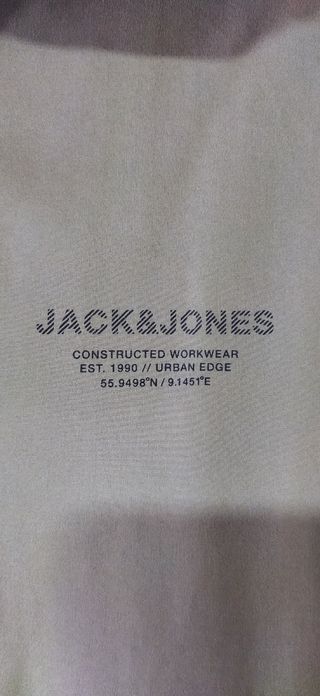 JACK&JONES
CONSTRUCTED WORKWEAR
EST. 1990 // URBAN EDGE
55.9498°N / 9.1451°E